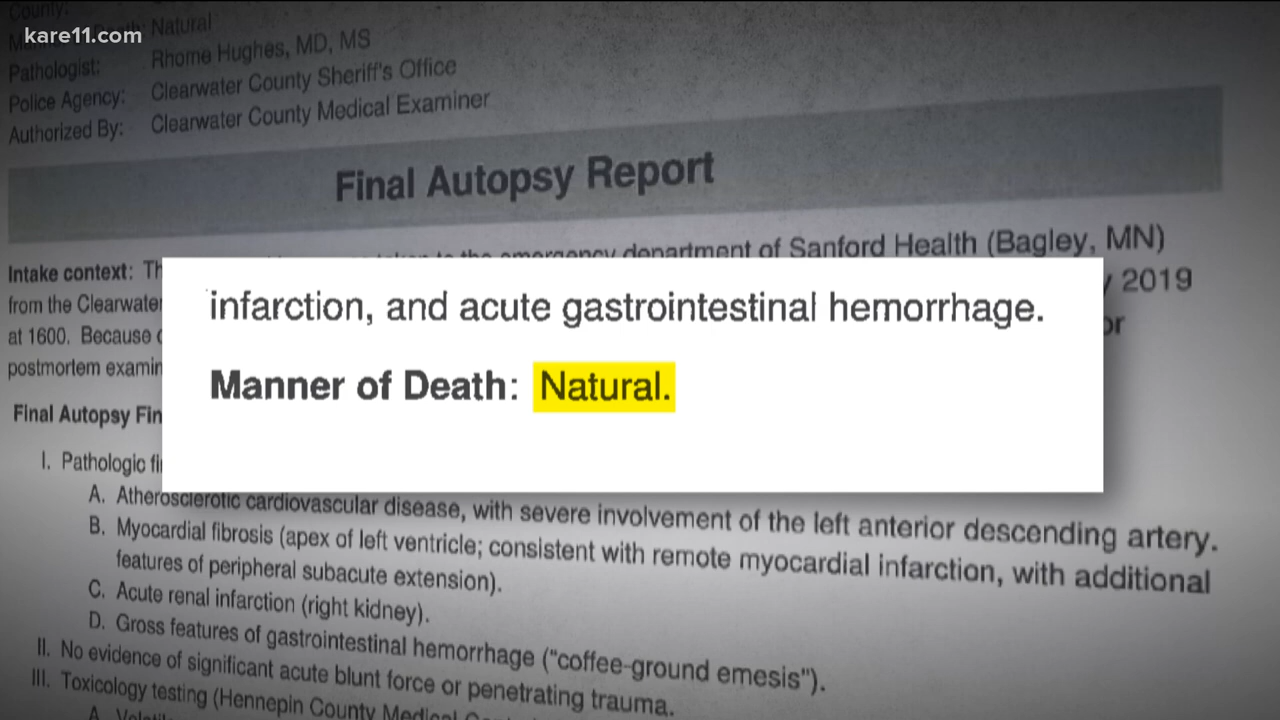 County:
kare11.com
Death: Natural
Pathologist: Rhome Hughes, MD, MS
Police Agency: Clearwater County Sheriff's Office
Authorized By: Clearwater County Medical Examiner
Final Autopsy Report
Intake context: Th emergency department of Sanford Health (Bagley, MN)
from the Clearwater 2019
at 1600. Because or
postmortem examin
infarction, and acute gastrointestinal hemorrhage.
Manner of Death: Natural.
Final Autopsy Fin
I. Pathologic fi
A. Atherosclerotic cardiovascular disease, with severe involvement of the left anterior descending artery.
B. Myocardial fibrosis (apex of left ventricle; consistent with remote myocardial infarction, with additional
features of peripheral subacute extension).
C. Acute renal infarction (right kidney).
D. Gross features of gastrointestinal hemorrhage ("coffee-ground emesis").
II. No evidence of significant acute blunt force or penetrating trauma.
III. Toxicology testing (Hennepin County Medical
A.